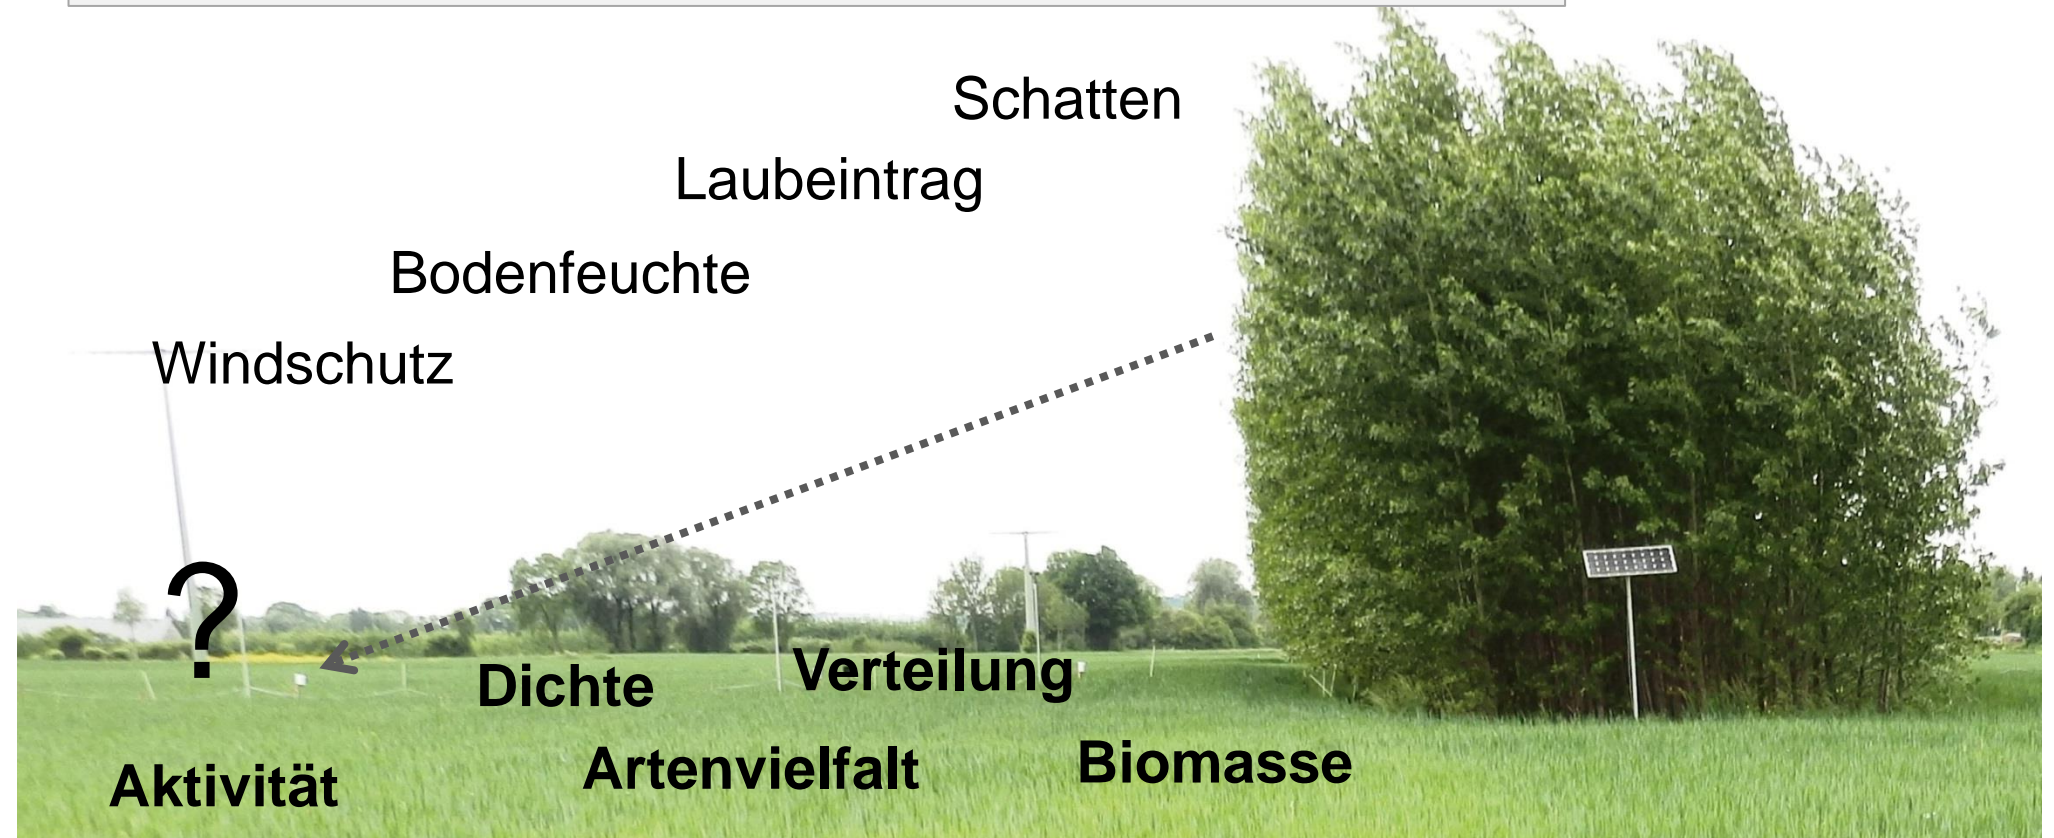 Schatten
Laubeintrag
Bodenfeuchte
Windschutz
?
Dichte
Verteilung
Artenvielfalt
Biomasse
Aktivität